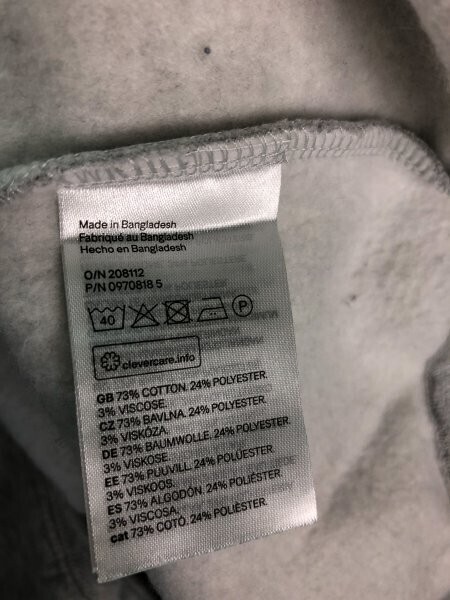 Made in Bangladesh
Fabriqué au Bangladesh
Hecho en Bangladesh
O/N 208112
P/N 0970818 5
40
P
clevercare.info
GB 73% COTTON. 24% POLYESTER.
3% VISCOSE.
CZ 73% BAVLNA. 24% POLYESTER.
3% VISKÓZA.
DE 73% BAUMWOLLE. 24% POLYESTER.
3% VISKOSE.
EE 73% PUUVILL. 24% POLÜESTER.
3% VISKOOS.
ES 73% ALGODÓN. 24% POLIÉSTER.
3% VISCOSA.
cat 73% COTÓ. 24% POLIÈSTER.